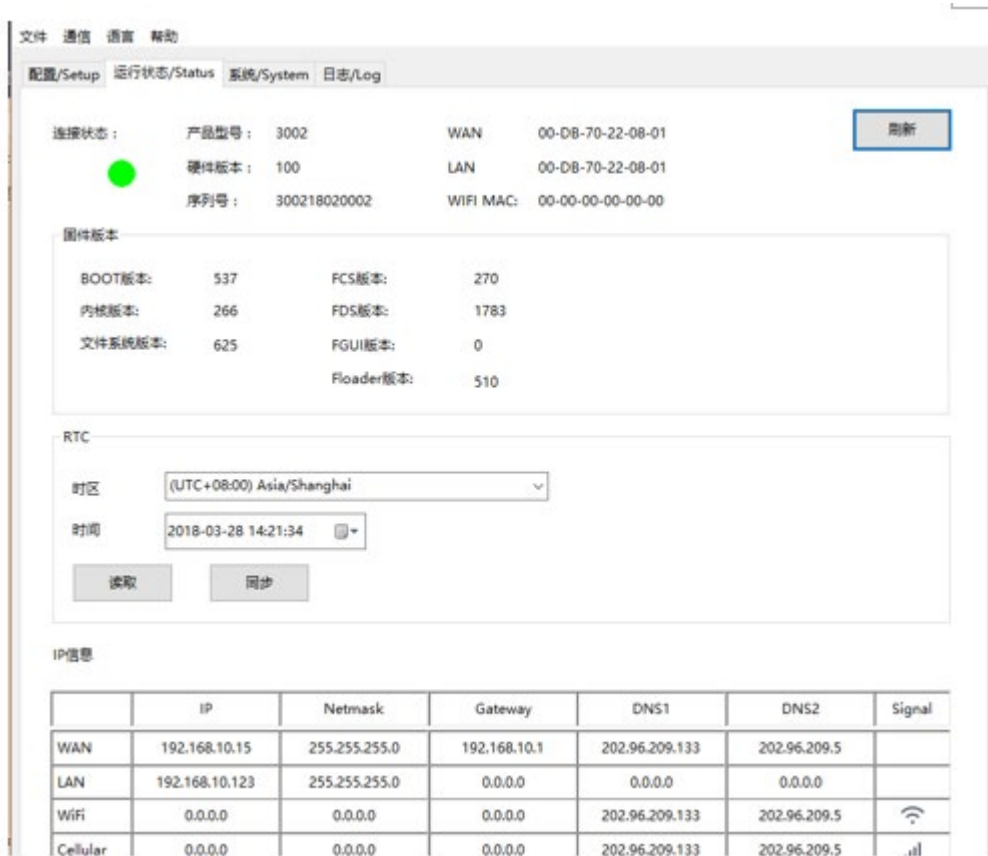 文件 通信 语言 帮助
配置/Setup 运行状态/Status 系统/System 日志/Log
连接状态： 产品型号： 3002 WAN 00-DB-70-22-08-01 刷新
硬件版本： 100 LAN 00-DB-70-22-08-01
序列号： 300218020002 WIFI MAC: 00-00-00-00-00-00
固件版本
BOOT版本: 537 FCS版本: 270
内核版本: 266 FDS版本: 1783
文件系统版本: 625 FGUI版本: 0
Floader版本: 510
RTC
时区 (UTC+08:00) Asia/Shanghai
时间 2018-03-28 14:21:34
读取 同步
IP信息
IP Netmask Gateway DNS1 DNS2 Signal
WAN 192.168.10.15 255.255.255.0 192.168.10.1 202.96.209.133 202.96.209.5
LAN 192.168.10.123 255.255.255.0 0.0.0.0 0.0.0.0 0.0.0.0
WiFi 0.0.0.0 0.0.0.0 0.0.0.0 202.96.209.133 202.96.209.5
Cellular 0.0.0.0 0.0.0.0 0.0.0.0 202.96.209.133 202.96.209.5